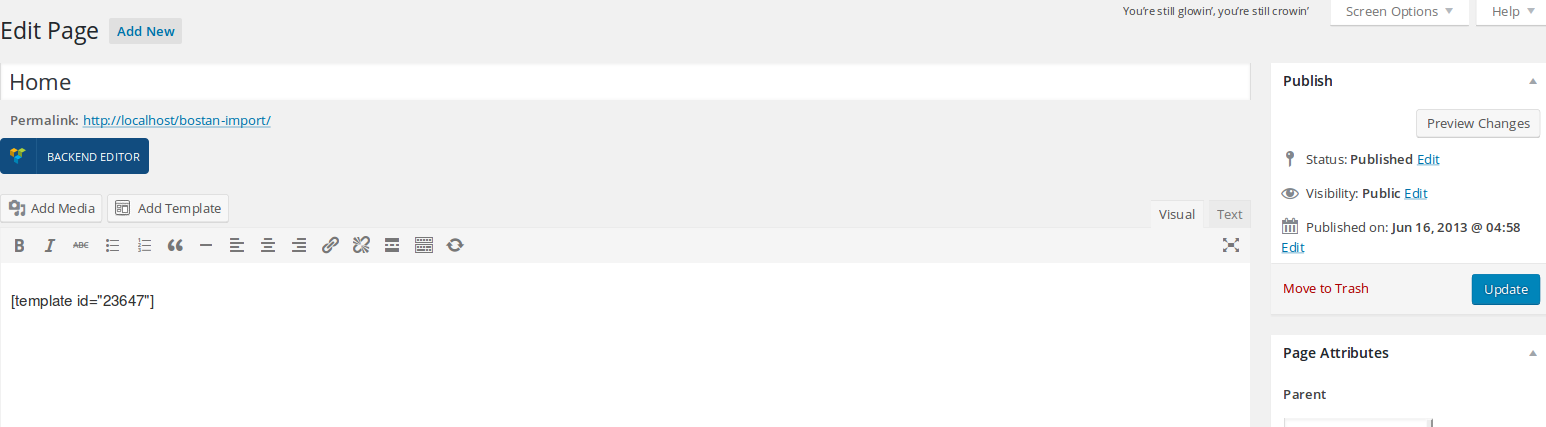 You're still glowin', you're still crowin'
Screen Options
Help
Edit Page
Add New
Home
Permalink: http://localhost/bostan-import/
BACKEND EDITOR
Add Media
Add Template
Visual
Text
B I ABC
[template id="23647"]
Publish
Preview Changes
Status: Published Edit
Visibility: Public Edit
Published on: Jun 16, 2013 @ 04:58
Edit
Move to Trash
Update
Page Attributes
Parent